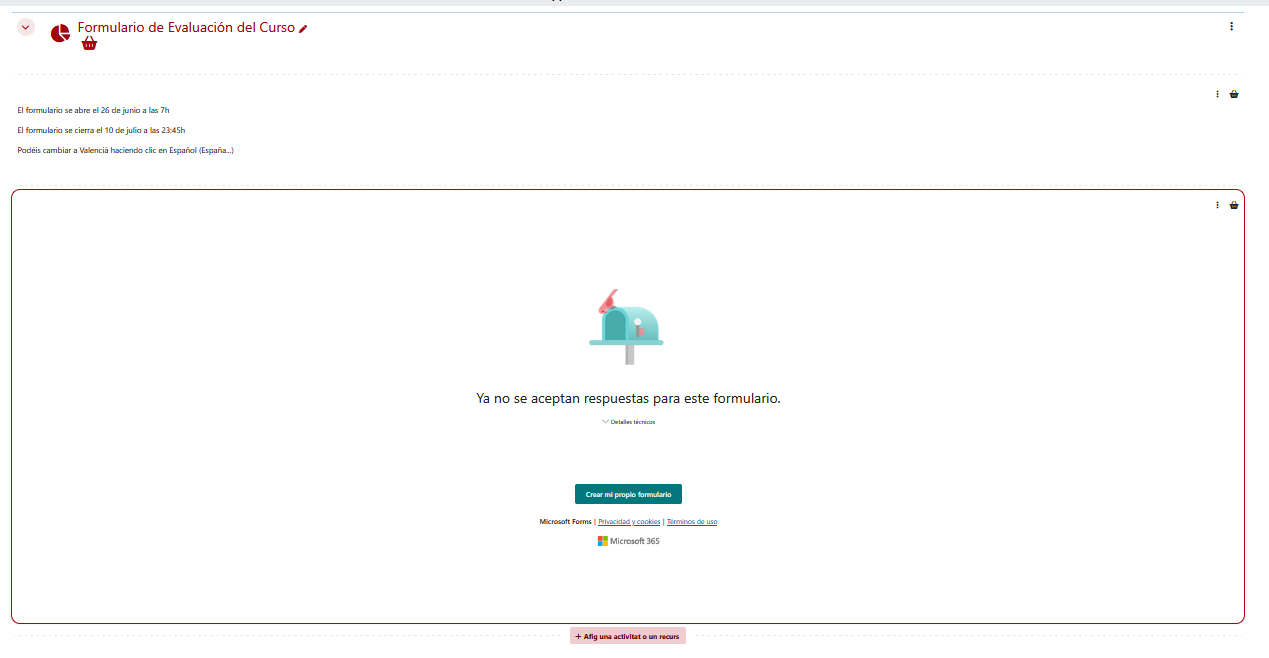 Formulario de Evaluación del Curso
El formulario se abre el 26 de junio a las 7h
El formulario se cierra el 10 de julio a las 23:45h
Podéis cambiar a Valencià haciendo clic en Español (España...)
Ya no se aceptan respuestas para este formulario.
Detalles técnicos
Crear mi propio formulario
Microsoft Forms | Privacidad y cookies | Términos de uso
Microsoft 365
+ Afig una activitat o un recurs